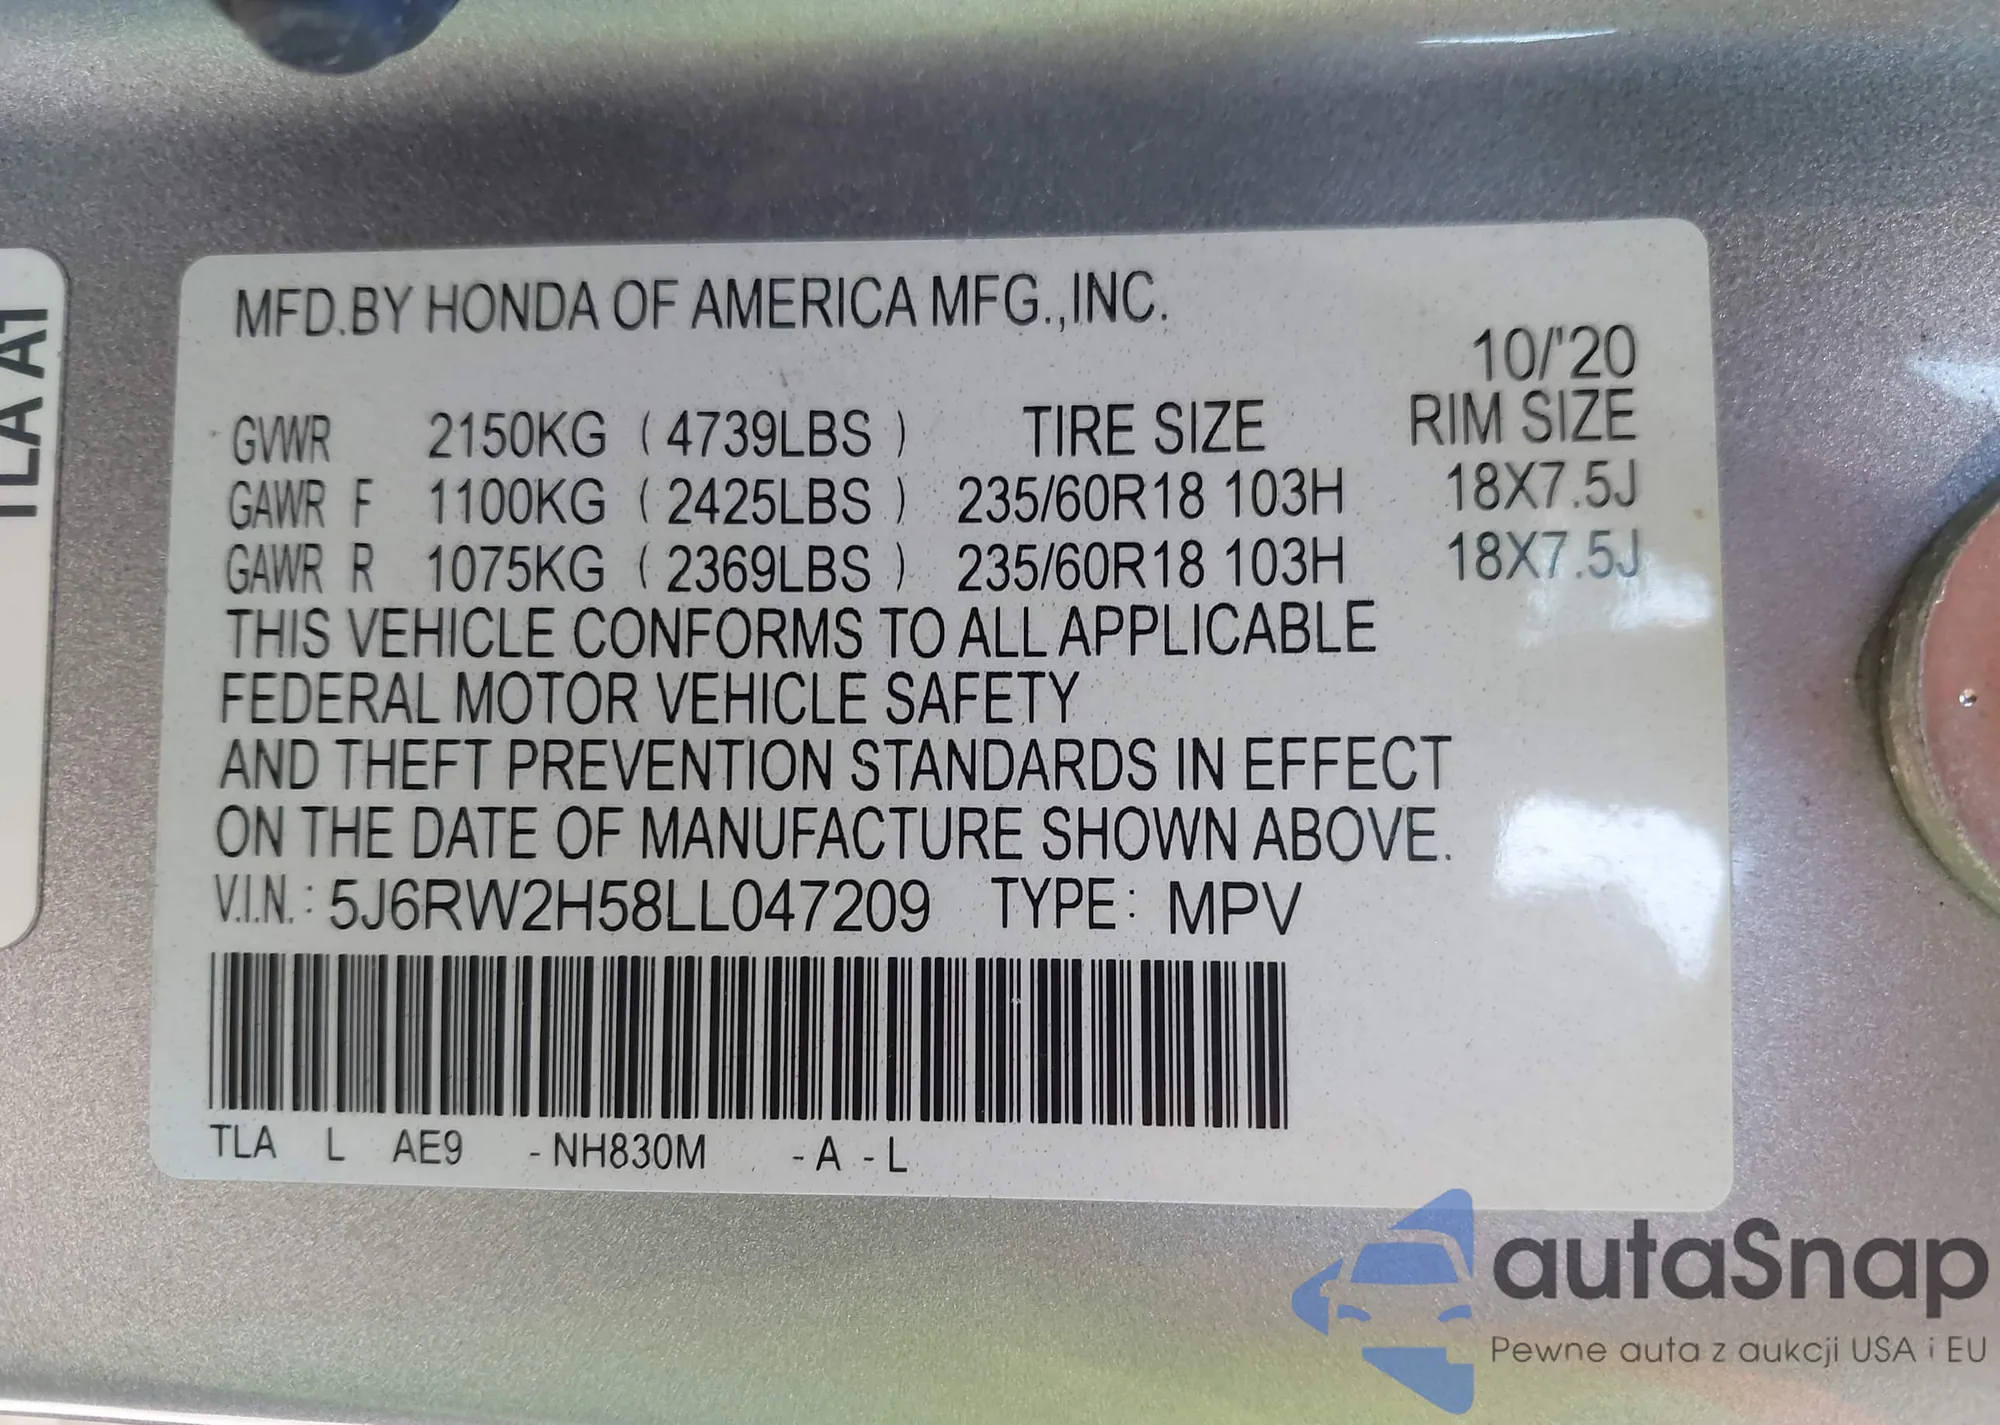 TLA A1
MFD.BY HONDA OF AMERICA MFG.,INC.
10/'20
GVWR 2150KG (4739LBS) TIRE SIZE RIM SIZE
GAWR F 1100KG (2425LBS) 235/60R18 103H 18X7.5J
GAWR R 1075KG (2369LBS) 235/60R18 103H 18X7.5J
THIS VEHICLE CONFORMS TO ALL APPLICABLE
FEDERAL MOTOR VEHICLE SAFETY
AND THEFT PREVENTION STANDARDS IN EFFECT
ON THE DATE OF MANUFACTURE SHOWN ABOVE.
V.I.N.: 5J6RW2H58LL047209 TYPE: MPV
TLA L AE9 -NH830M -A -L
autaSnap
Pewne auta z aukcji USA i EU